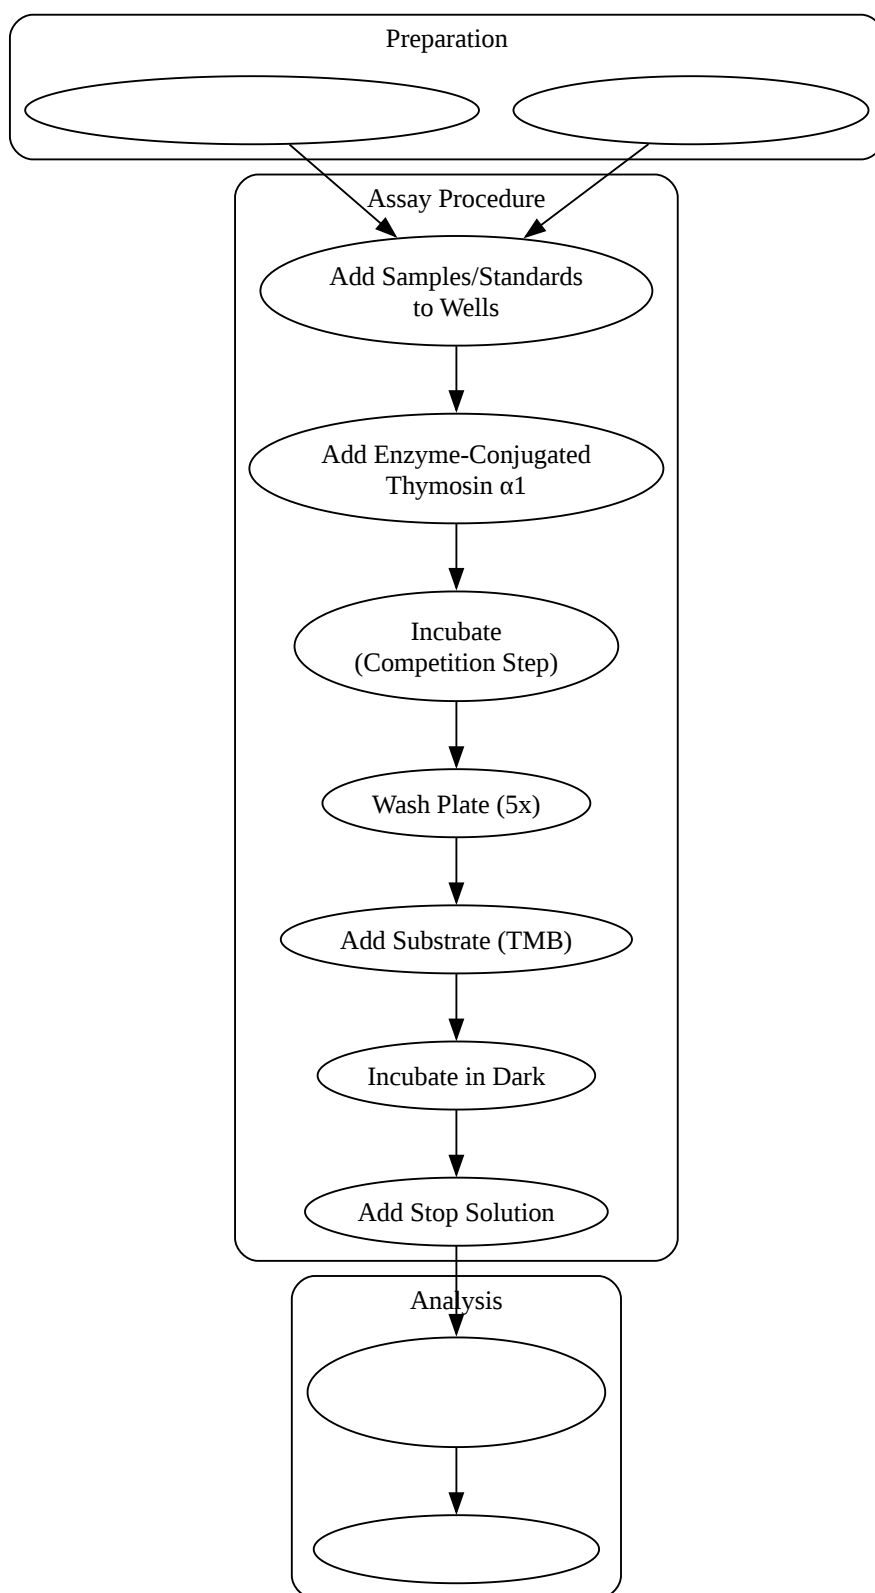 Preparation
Assay Procedure
Add Samples/Standards
to Wells
Add Enzyme-Conjugated
Thymosin α1
Incubate
(Competition Step)
Wash Plate (5x)
Add Substrate (TMB)
Incubate in Dark
Add Stop Solution
Analysis